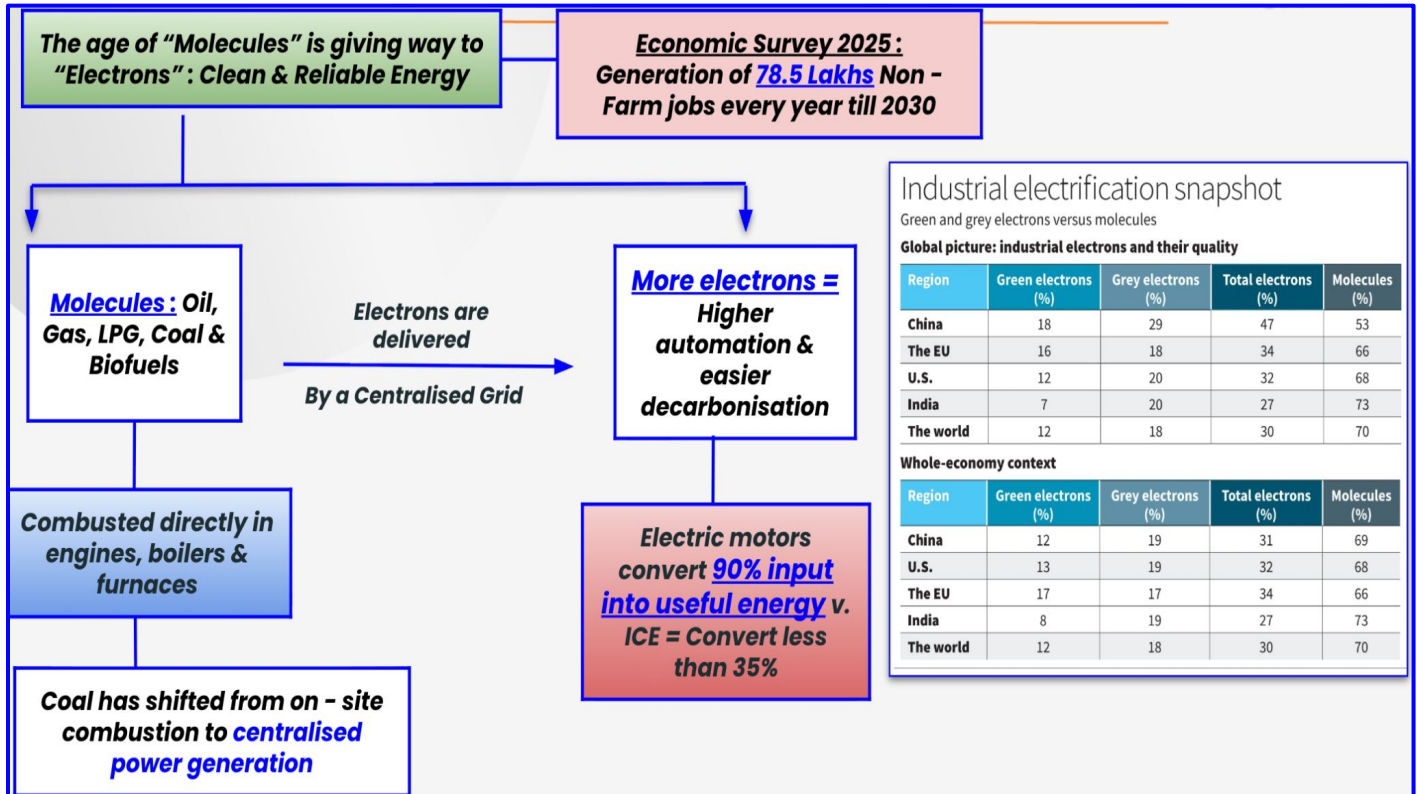 The age of “Molecules” is giving way to
“Electrons” : Clean & Reliable Energy
Economic Survey 2025 :
Generation of 78.5 Lakhs Non -
Farm jobs every year till 2030
Molecules : Oil,
Gas, LPG, Coal &
Biofuels
Electrons are
delivered
By a Centralised Grid
More electrons =
Higher
automation &
easier
decarbonisation
Combusted directly in
engines, boilers &
furnaces
Electric motors
convert 90% input
into useful energy v.
ICE = Convert less
than 35%
Coal has shifted from on - site
combustion to centralised
power generation
Industrial electrification snapshot
Green and grey electrons versus molecules
Global picture: industrial electrons and their quality
Region Green electrons (%) Grey electrons (%) Total electrons (%) Molecules (%)
China 18 29 47 53
The EU 16 18 34 66
U.S. 12 20 32 68
India 7 20 27 73
The world 12 18 30 70
Whole-economy context
Region Green electrons (%) Grey electrons (%) Total electrons (%) Molecules (%)
China 12 19 31 69
U.S. 13 19 32 68
The EU 17 17 34 66
India 8 19 27 73
The world 12 18 30 70